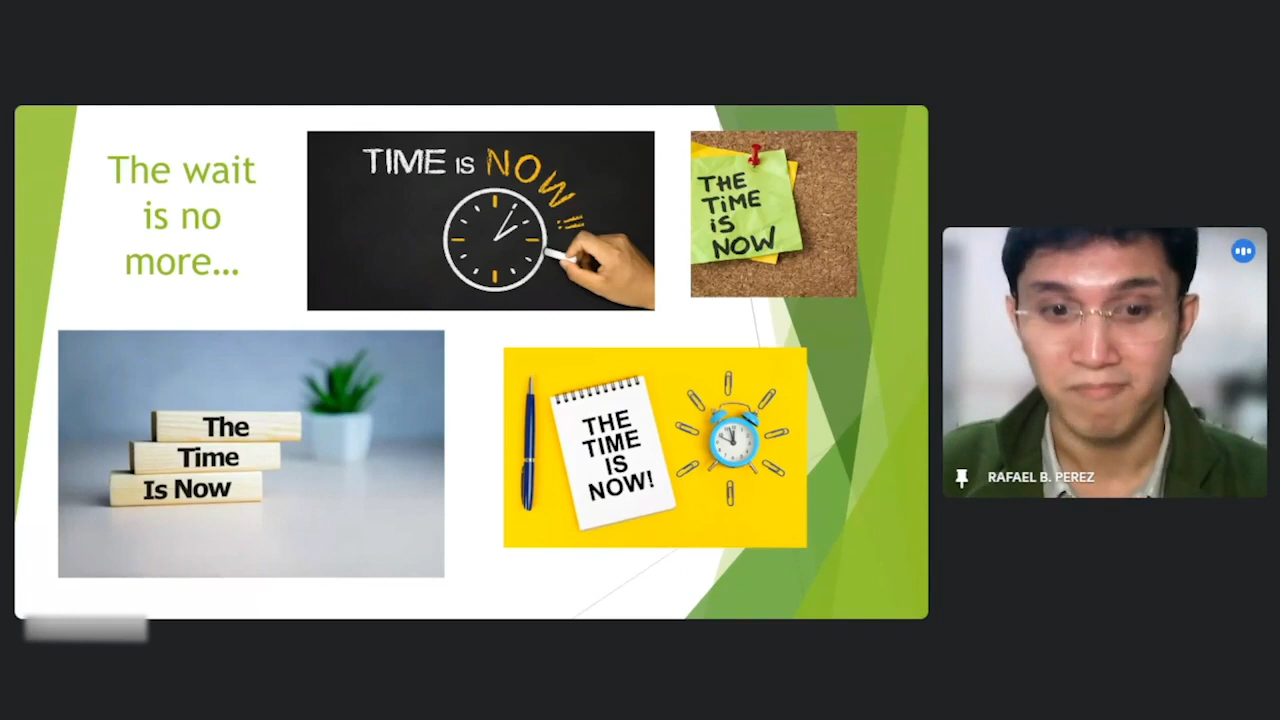 The wait
is no
more...
TIME IS NOW!!
THE
TiME
iS
NOW
The
Time
Is Now
THE
TIME
IS
NOW!
RAFAEL B. PEREZ